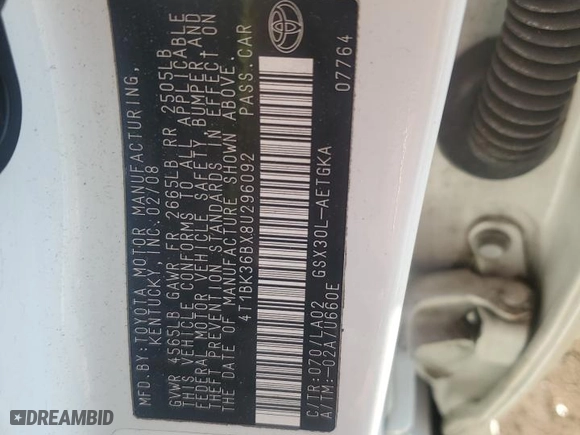 MFD. BY: TOYOTA MOTOR MANUFACTURING,
KENTUCKY, INC. 02/08
GVWR 4565LB GAWR FR 2665LB RR 2505LB
THIS VEHICLE CONFORMS TO ALL APPLICABLE
FEDERAL MOTOR VEHICLE SAFETY, BUMPER, AND
THEFT PREVENTION STANDARDS IN EFFECT ON
THE DATE OF MANUFACTURE SHOWN ABOVE.
4T1BK36BX8U296092 PASS. CAR
C/TR:070/LA02 GSX30L-AETGKA
A/TM:-02A/U660E 07764
DREAMBID